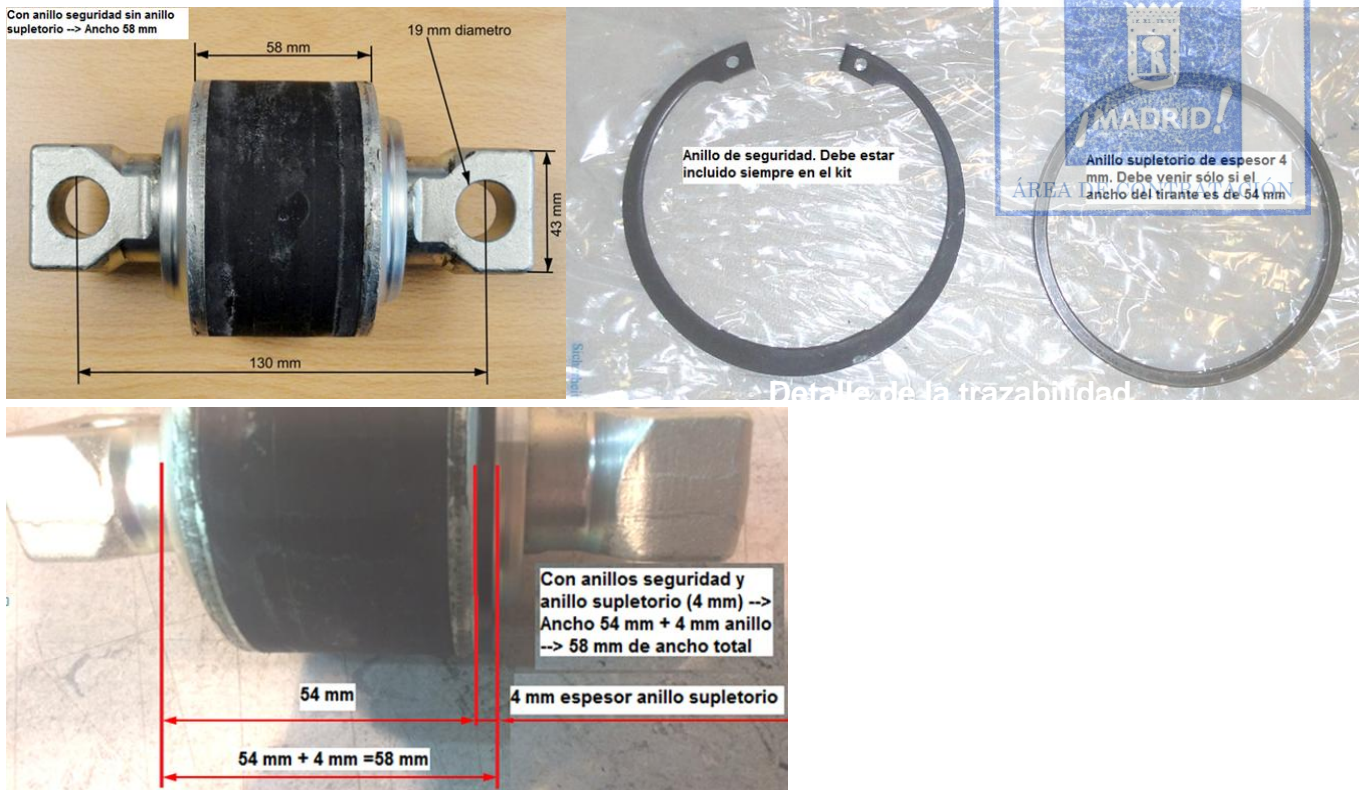 Con anillo seguridad sin anillo
supletorio --> Ancho 58 mm
58 mm
19 mm diametro
43 mm
130 mm
Anillo de seguridad. Debe estar
incluido siempre en el kit
¡MADRID!
Anillo supletorio de espesor 4
mm. Debe venir sólo si el
ancho del tirante es de 54 mm
ÁREA DE CONTRATACIÓN
Detalle de la trazabilidad
Con anillos seguridad y
anillo supletorio (4 mm) -->
Ancho 54 mm + 4 mm anillo
--> 58 mm de ancho total
54 mm
4 mm espesor anillo supletorio
54 mm + 4 mm =58 mm